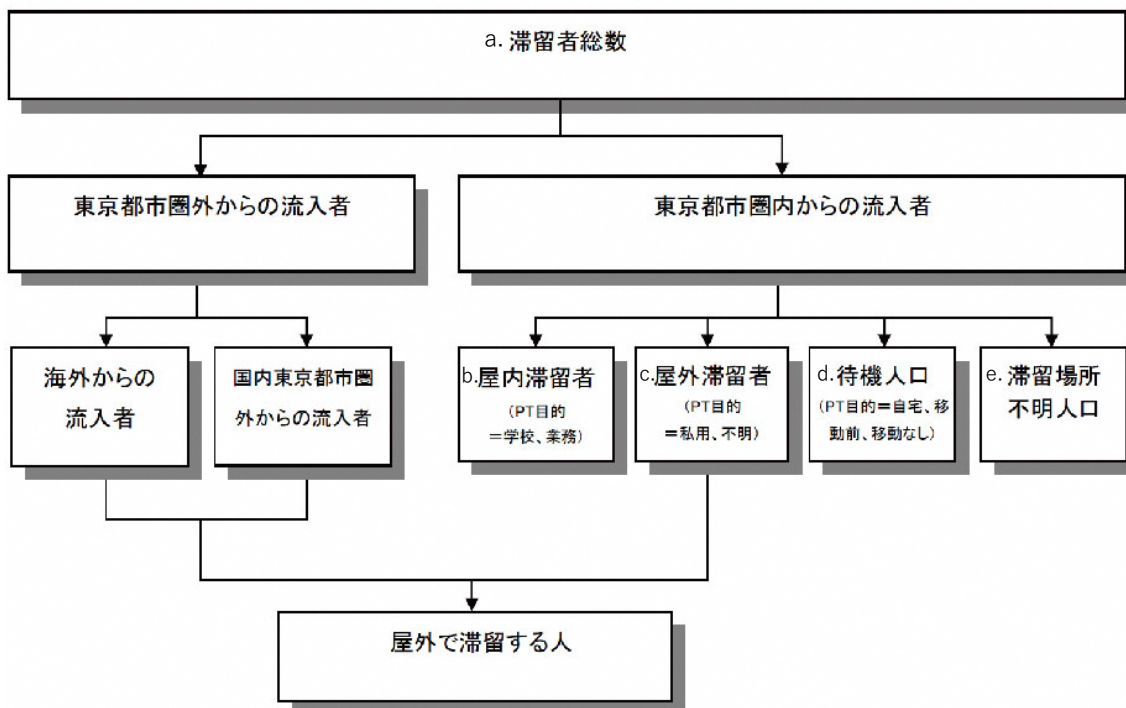 a. 滞留者総数
東京都市圏外からの流入者
東京都市圏内からの流入者
海外からの
流入者
国内東京都市圏
外からの流入者
b.屋内滞留者
(PT目的
＝学校、業務)
c.屋外滞留者
(PT目的
＝私用、不明)
d.待機人口
(PT目的＝自宅、移
動前、移動なし)
e.滞留場所
不明人口
屋外で滞留する人